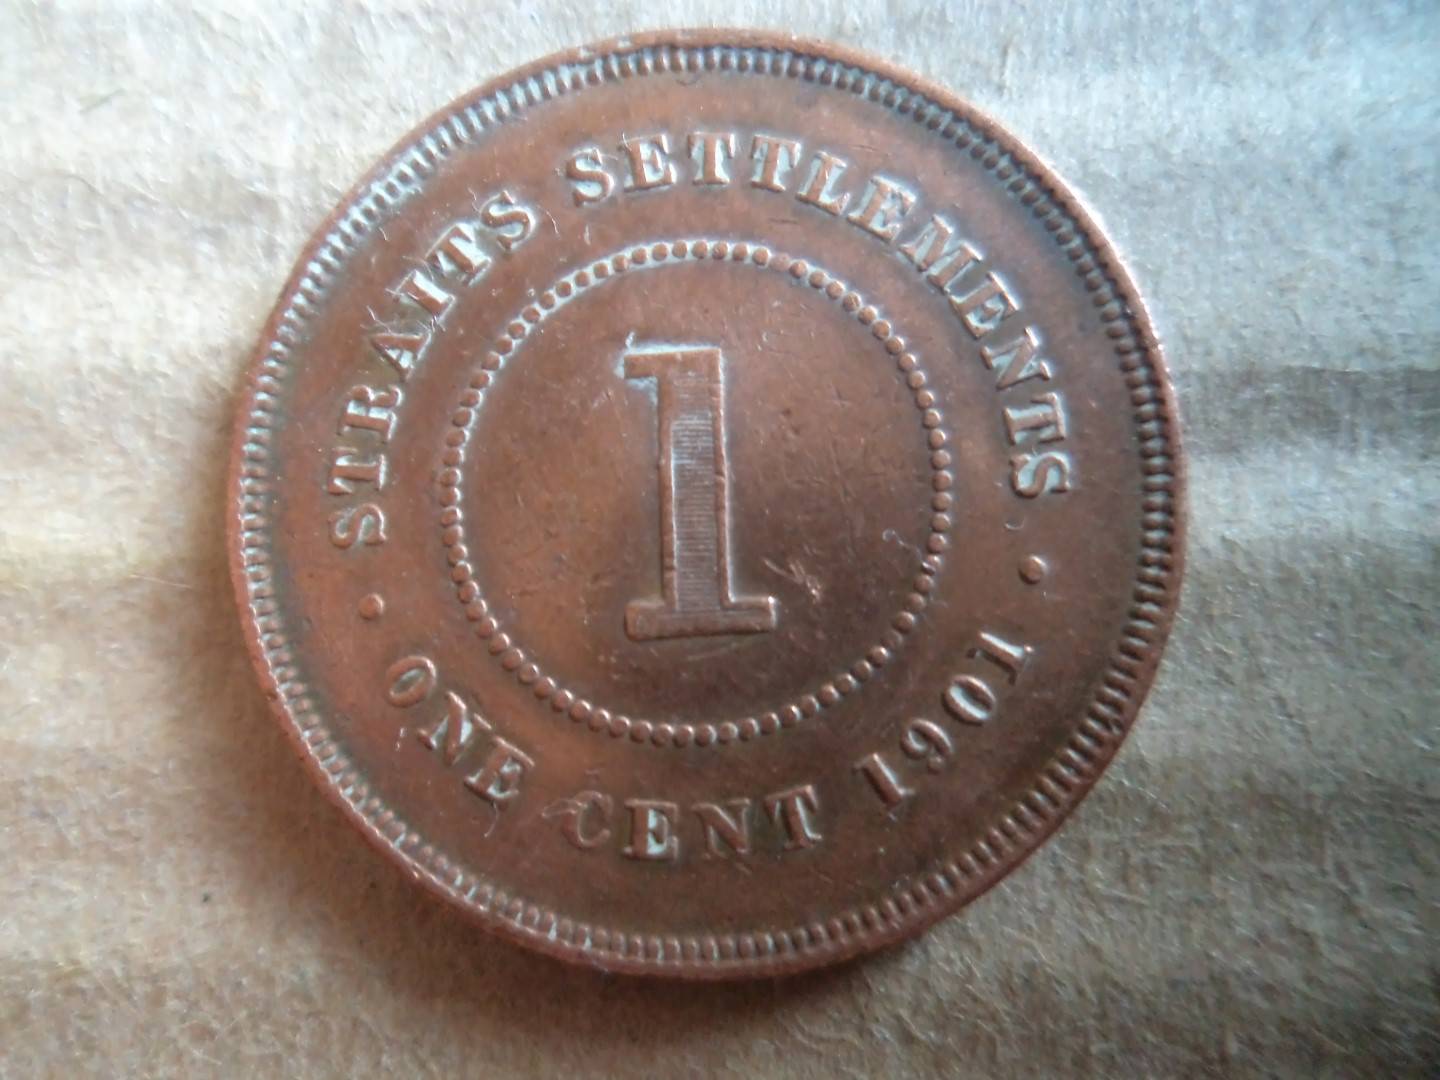 STRAITS SETTLEMENTS
1
ONE CENT 1901